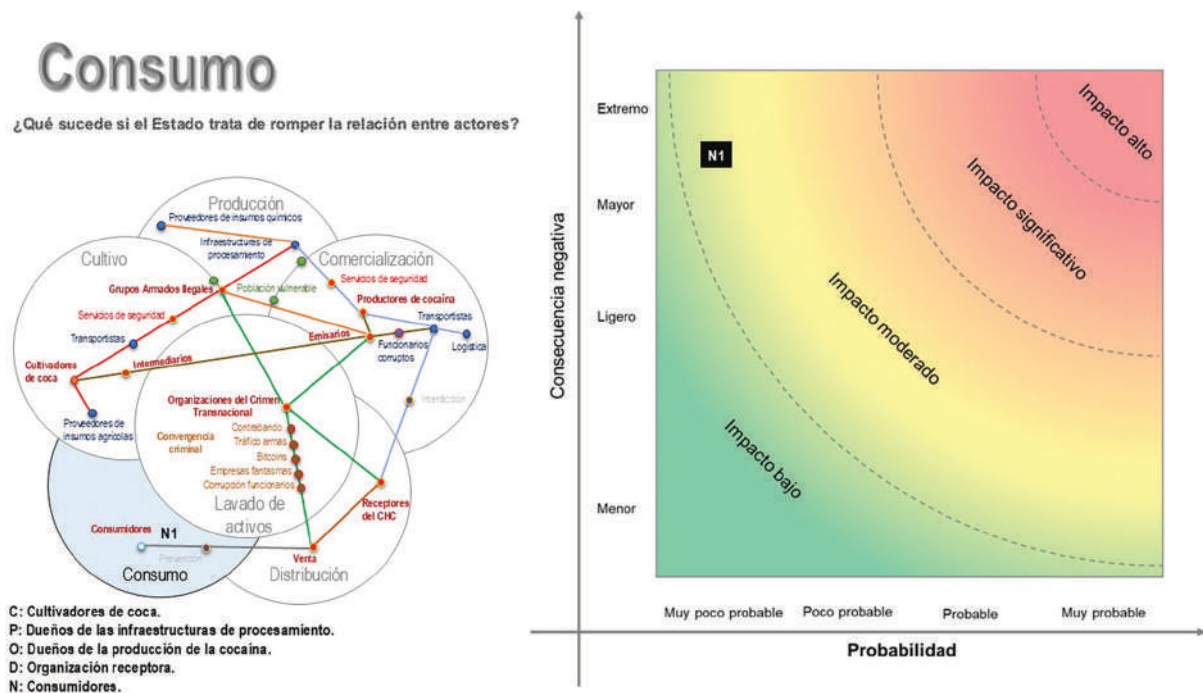 Consumo
¿Qué sucede si el Estado trata de romper la relación entre actores?
Producción
Proveedores de insumos químicos
Infraestructuras de
procesamiento
Cultivo
Comercialización
Servicios de seguridad
Grupos Armados Ilegales
Población vulnerable
Productores de cocaína
Servicios de seguridad
Transportistas
Transportistas
Emisarios
Funcionarios
corruptos
Logística
Intermediarios
Cultivadores
de coca
Organizaciones del Crimen
Transnacional
Interdicción
Proveedores de
insumos agrícolas
Contrabando
Convergencia
criminal
Tráfico armas
Bitcoins
Empresas fantasmas
Corrupción funcionarios
Lavado de
activos
Receptores
del CHC
Consumidores
N1
Prevención
Venta
Consumo
Distribución
C: Cultivadores de coca.
P: Dueños de las infraestructuras de procesamiento.
O: Dueños de la producción de la cocaína.
D: Organización receptora.
N: Consumidores.
Consecuencia negativa
Extremo
Mayor
Ligero
Menor
N1
Impacto alto
Impacto significativo
Impacto moderado
Impacto bajo
Muy poco probable
Poco probable
Probable
Muy probable
Probabilidad